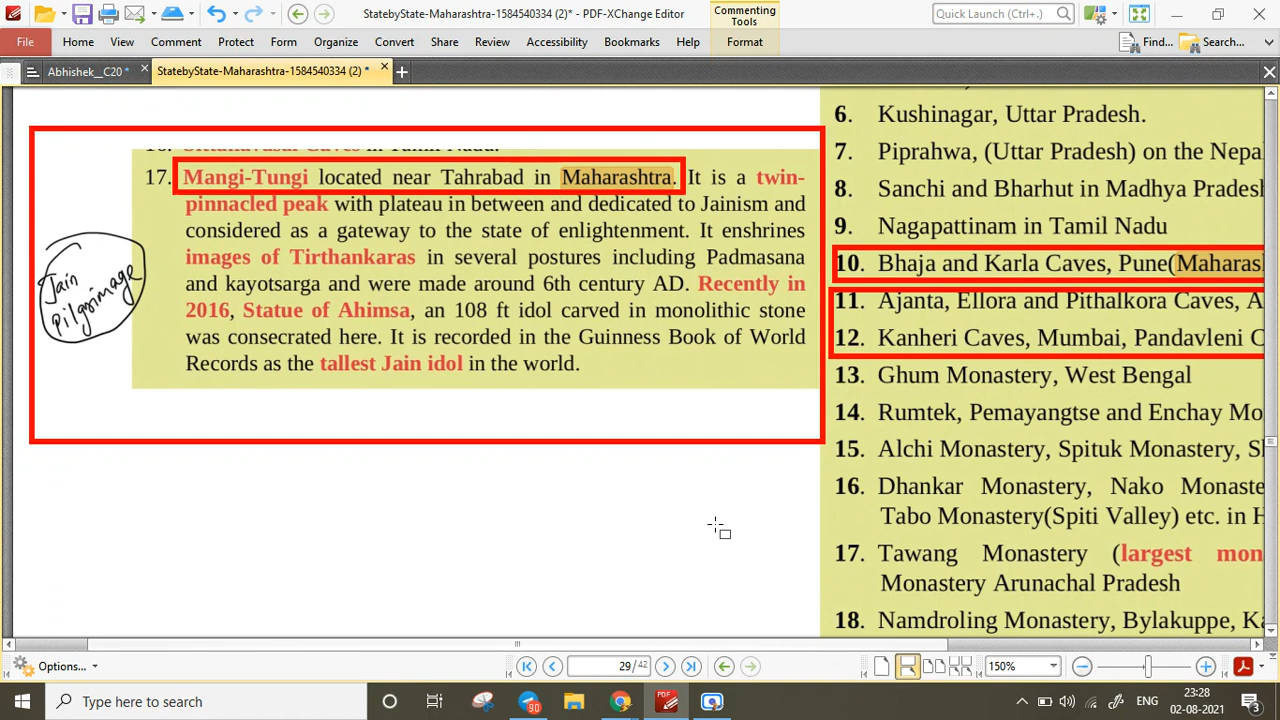 StatebyState-Maharashtra-1584540334 (2)* - PDF-XChange Editor
Commenting Tools
Quick Launch (Ctrl+.)
File Home View Comment Protect Form Organize Convert Share Review Accessibility Bookmarks Help Format
Find...
Search...
Abhishek__C20 *
StatebyState-Maharashtra-1584540334 (2) *
17. Mangi-Tungi located near Tahrabad in Maharashtra. It is a twin-
pinnacled peak with plateau in between and dedicated to Jainism and
considered as a gateway to the state of enlightenment. It enshrines
images of Tirthankaras in several postures including Padmasana
and kayotsarga and were made around 6th century AD. Recently in
2016, Statue of Ahimsa, an 108 ft idol carved in monolithic stone
was consecrated here. It is recorded in the Guinness Book of World
Records as the tallest Jain idol in the world.
Jain
pilgrimage
6. Kushinagar, Uttar Pradesh.
7. Piprahwa, (Uttar Pradesh) on the Nepal
8. Sanchi and Bharhut in Madya Pradesh
9. Nagapattinam in Tamil Nadu
10. Bhaja and Karla Caves, Pune(Maharash
11. Ajanta, Ellora and Pithalkora Caves, A
12. Kanheri Caves, Mumbai, Pandavleni C
13. Ghum Monastery, West Bengal
14. Rumtek, Pemayangtse and Enchay Mo
15. Alchi Monastery, Spituk Monastery, S
16. Dhankar Monastery, Nako Monaste
Tabo Monastery(Spiti Valley) etc. in H
17. Tawang Monastery (largest mon
Monastery Arunachal Pradesh
18. Namdroling Monastery, Bylakuppe, Ka
Options...
29/42
150%
Type here to search
90
ENG
23:28
02-08-2021
3